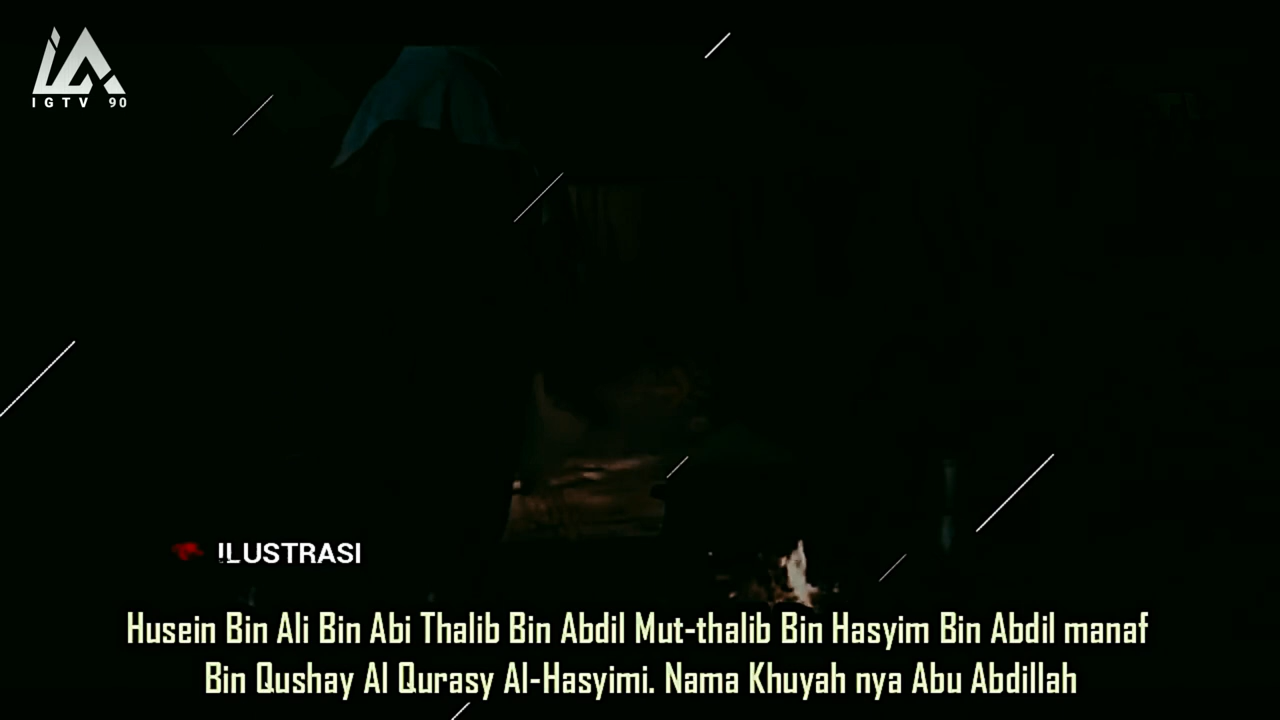 IGTV 90
ILUSTRASI
Husein Bin Ali Bin Abi Thalib Bin Abdil Mut-thalib Bin Hasyim Bin Abdil manaf
Bin Qushay Al Qurasy Al-Hasyimi. Nama Khuyah nya Abu Abdillah